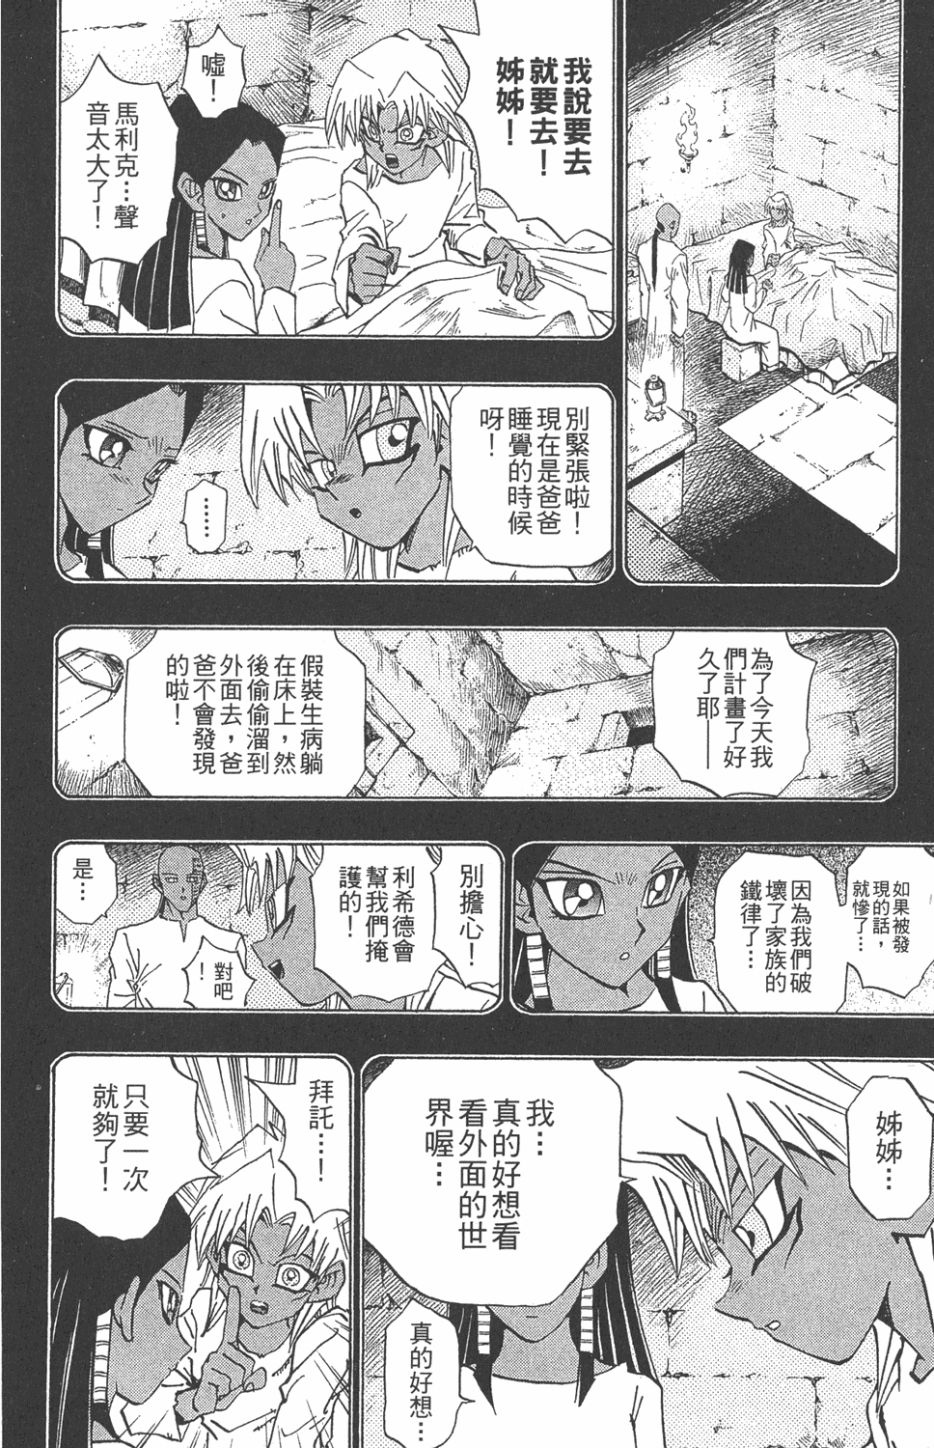 我說要去
就要去！
姊姊！
噓！
馬利克…聲
音太大了！
別緊張啦！
現在是爸爸
睡覺的時候
呀！
……
為了今天我
們計畫了好
久了耶——
假裝生病躺
在床上，然
後偷偷溜到
外面去，爸
爸不會發現
的啦！
如果被發
現的話，
就慘了…
因為我們破
壞了家族的
鐵律了…
別擔心！
利希德會
幫我們掩
護的！
對吧
！
是…
姊姊…
我…
真的好想看
看外面的世
界喔…
真的好想…
拜託…！
只要一次
就夠了！